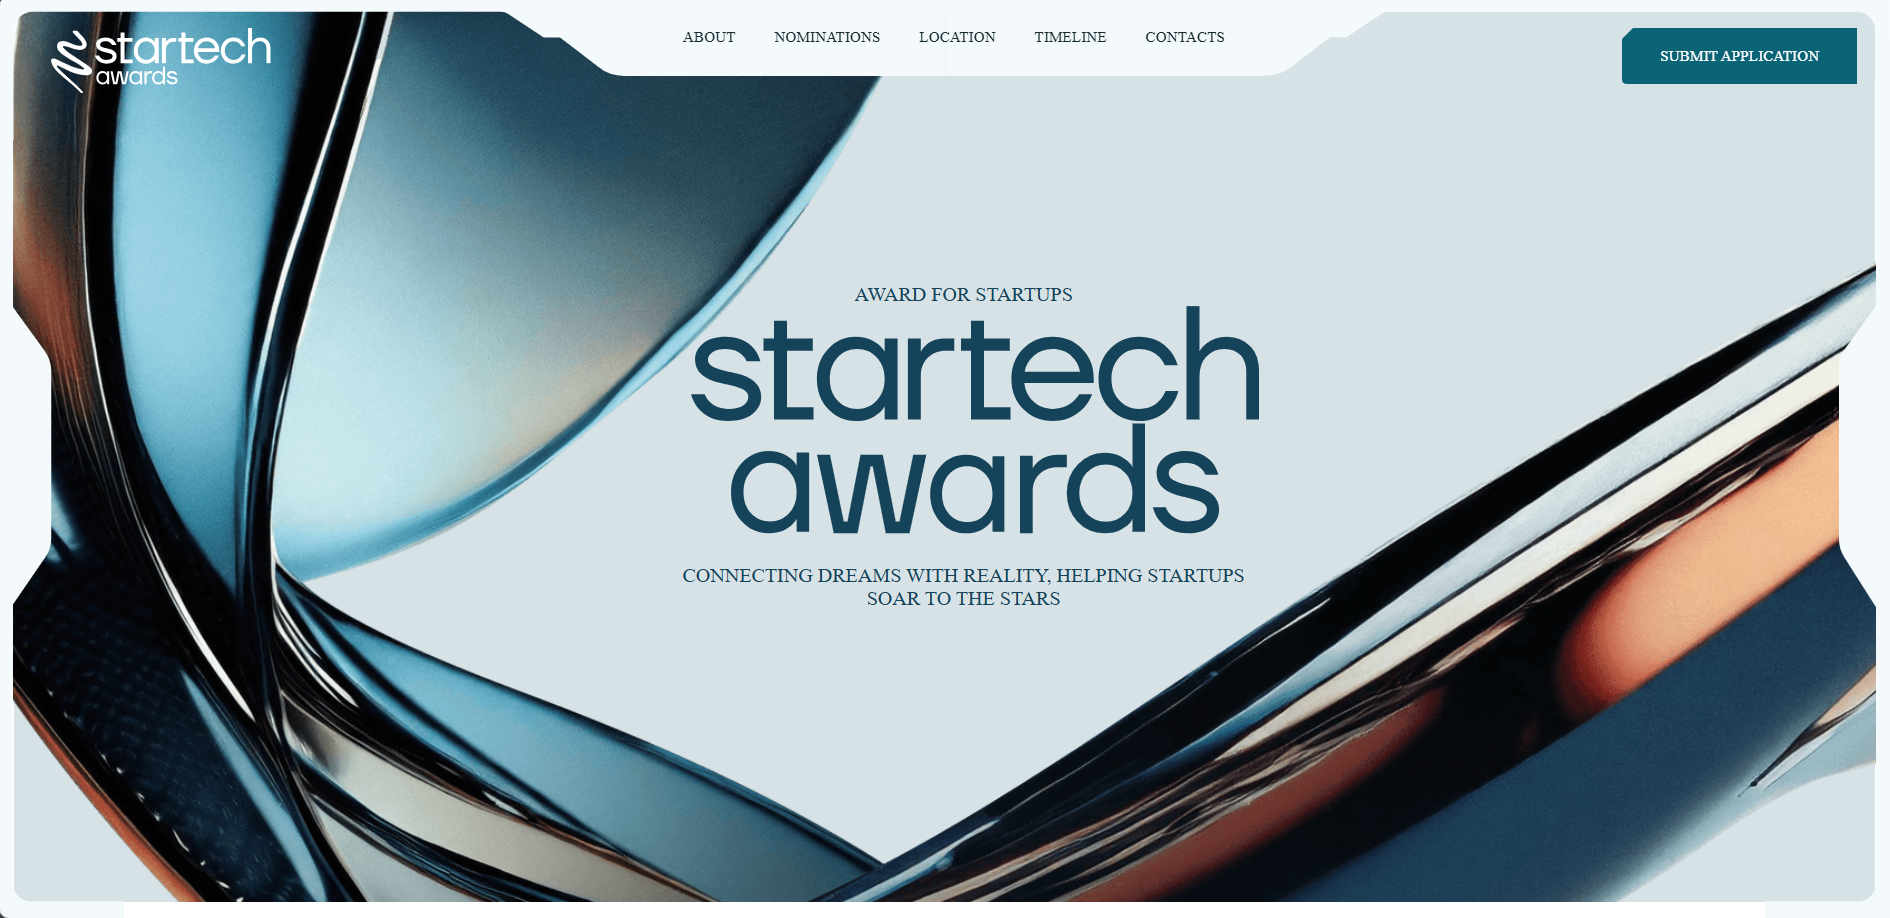 startech
awards
ABOUT
NOMINATIONS
LOCATION
TIMELINE
CONTACTS
SUBMIT APPLICATION
AWARD FOR STARTUPS
startech
awards
CONNECTING DREAMS WITH REALITY, HELPING STARTUPS
SOAR TO THE STARS